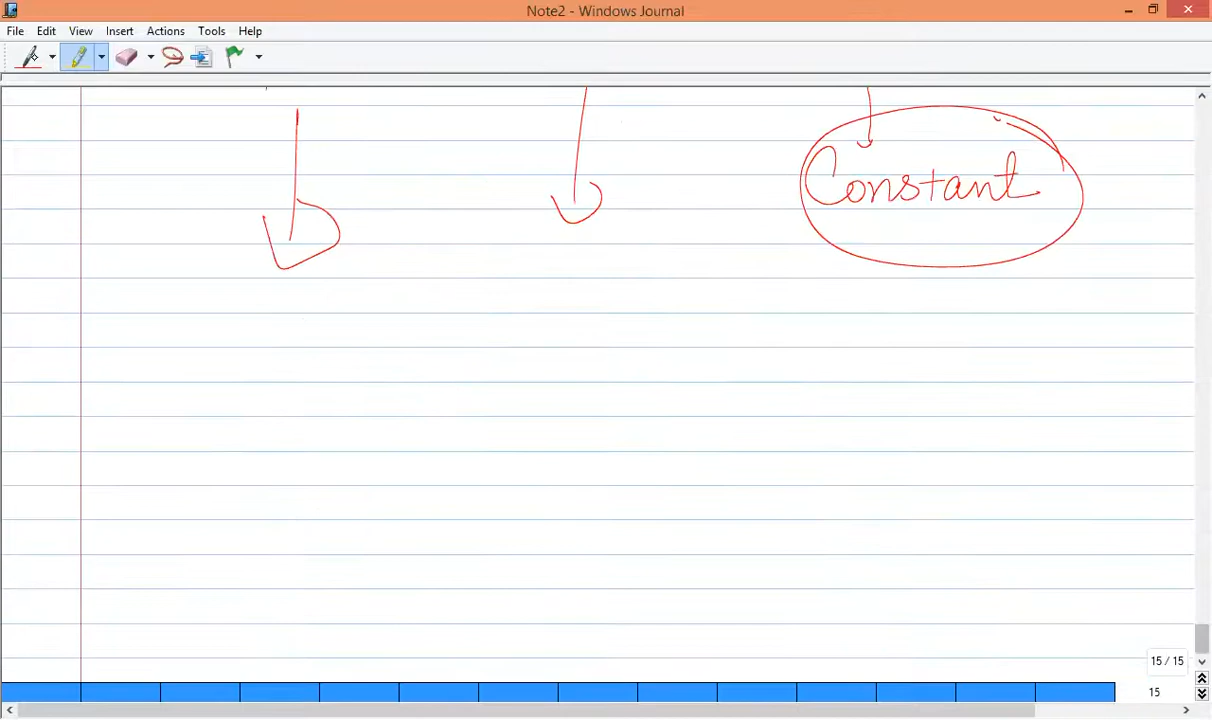 Note2 - Windows Journal
File Edit View Insert Actions Tools Help
Constant
15 / 15
15